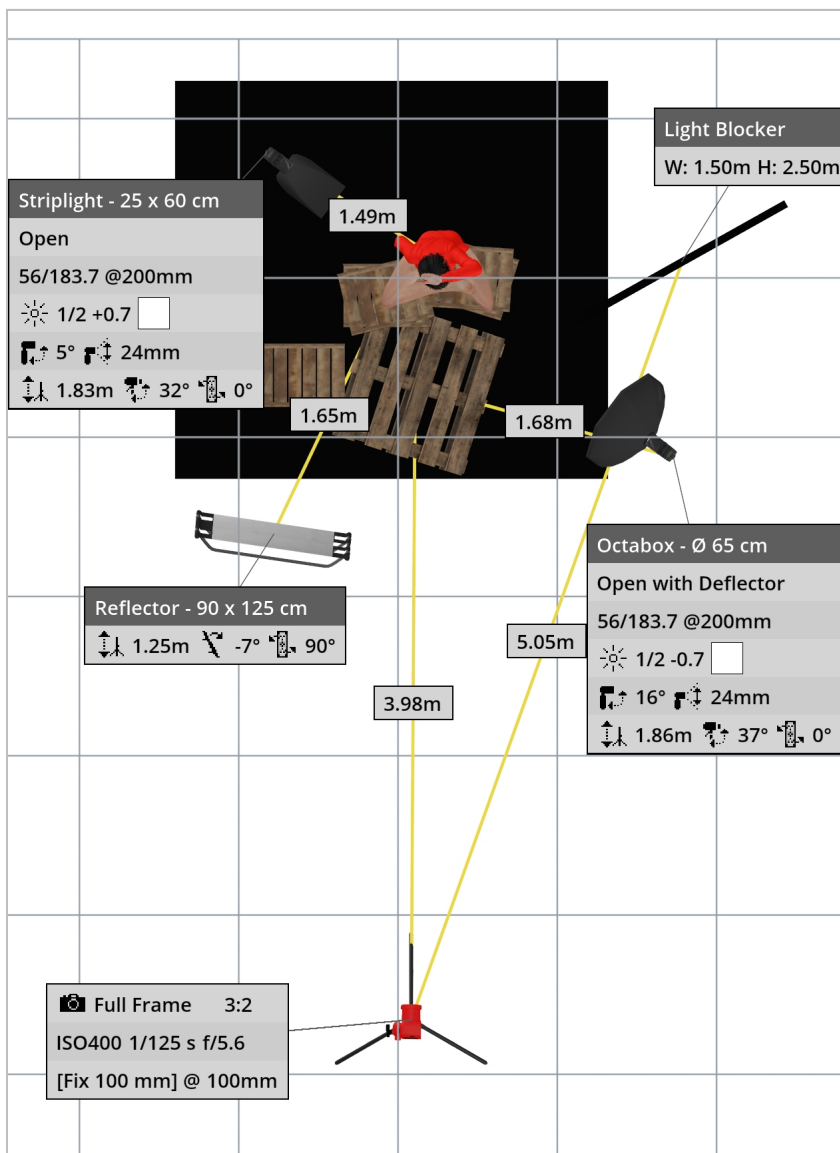 Light Blocker
W: 1.50m H: 2.50m
Striplight - 25 x 60 cm
Open
56/183.7 @200mm
1/2 +0.7
5° 24mm
1.83m 32° 0°
1.49m
1.65m
1.68m
Octabox - Ø 65 cm
Open with Deflector
56/183.7 @200mm
1/2 -0.7
16° 24mm
1.86m 37° 0°
Reflector - 90 x 125 cm
1.25m -7° 90°
5.05m
3.98m
Full Frame 3:2
ISO400 1/125 s f/5.6
[Fix 100 mm] @ 100mm